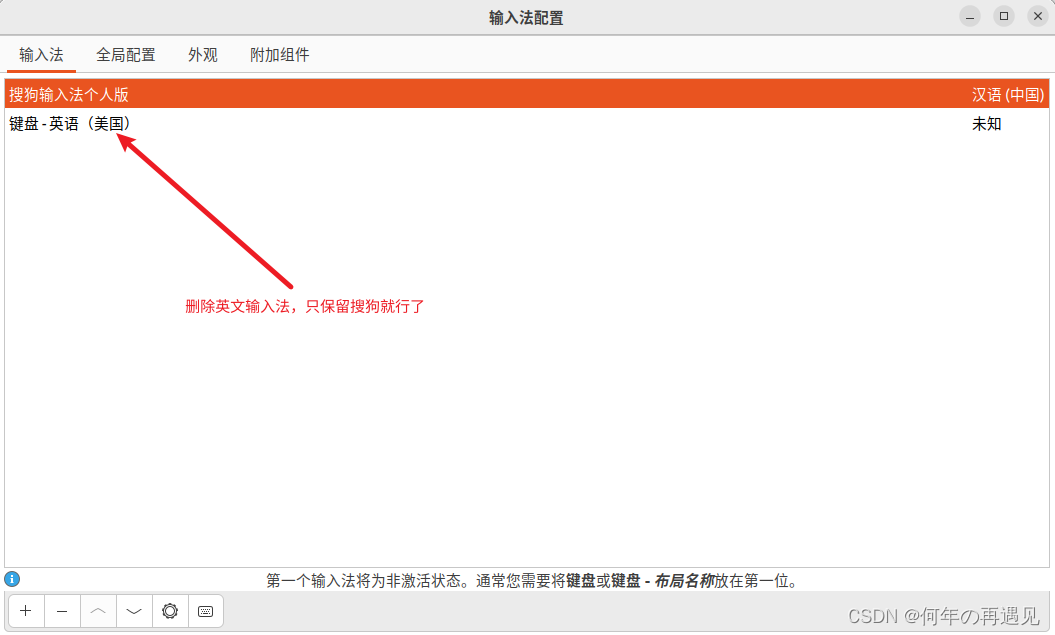 输入法配置
输入法 全局配置 外观 附加组件
搜狗输入法个人版 汉语 (中国)
键盘 - 英语（美国） 未知
删除英文输入法，只保留搜狗就行了
第一个输入法将为非激活状态。通常您需要将键盘或键盘 - 布局名称放在第一位。
CSDN @何年の再遇见